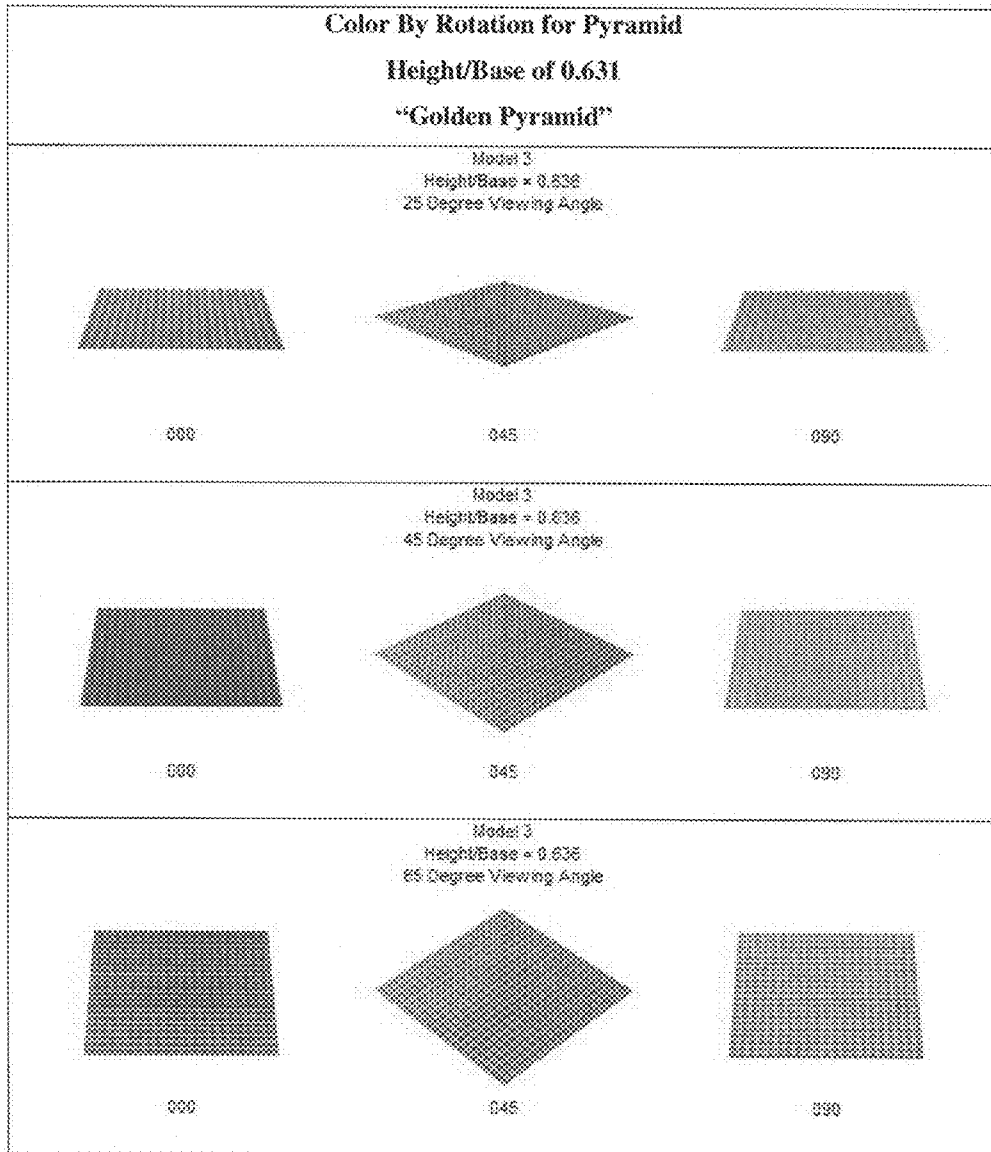 Color By Rotation for Pyramid
Height/Base of 0.631
“Golden Pyramid”
Model 3
Height/Base = 0.636
25 Degree Viewing Angle
000 045 090
Model 3
Height/Base = 0.636
45 Degree Viewing Angle
000 045 090
Model 3
Height/Base = 0.636
65 Degree Viewing Angle
000 045 090